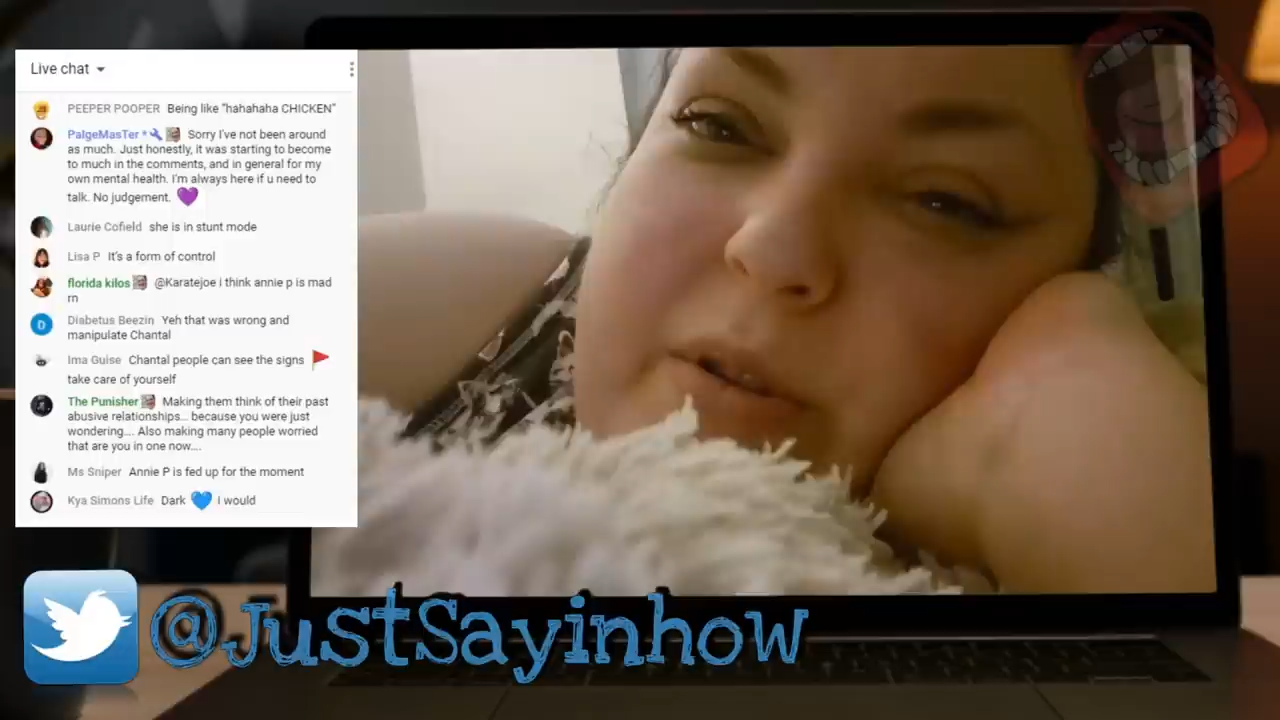 Live chat
PEEPER POOPER Being like "hahahaha CHICKEN"
PaIgeMasTer * Sorry I've not been around
as much. Just honestly, it was starting to become
to much in the comments, and in general for my
own mental health. I'm always here if u need to
talk. No judgement. 💜
Laurie Cofield she is in stunt mode
Lisa P It's a form of control
florida kilos @Karatejoe i think annie p is mad
rn
D Diabetus Beezin Yeh that was wrong and
manipulate Chantal
Ima Guise Chantal people can see the signs 🚩
take care of yourself
The Punisher Making them think of their past
abusive relationships... because you were just
wondering.... Also making many people worried
that are you in one now....
Ms Sniper Annie P is fed up for the moment
Kya Simons Life Dark 💙 I would
@JustSayinhow